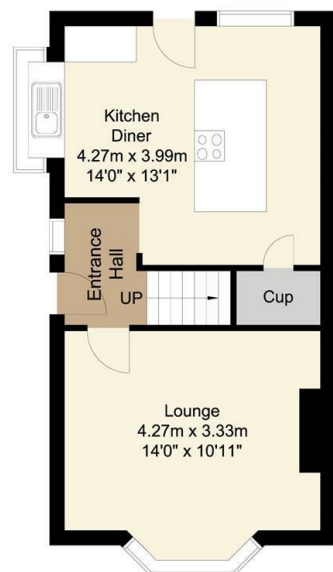 Kitchen
Diner
4.27m x 3.99m
14'0" x 13'1"
Entrance
Hall
UP
Cup
Lounge
4.27m x 3.33m
14'0" x 10'11"